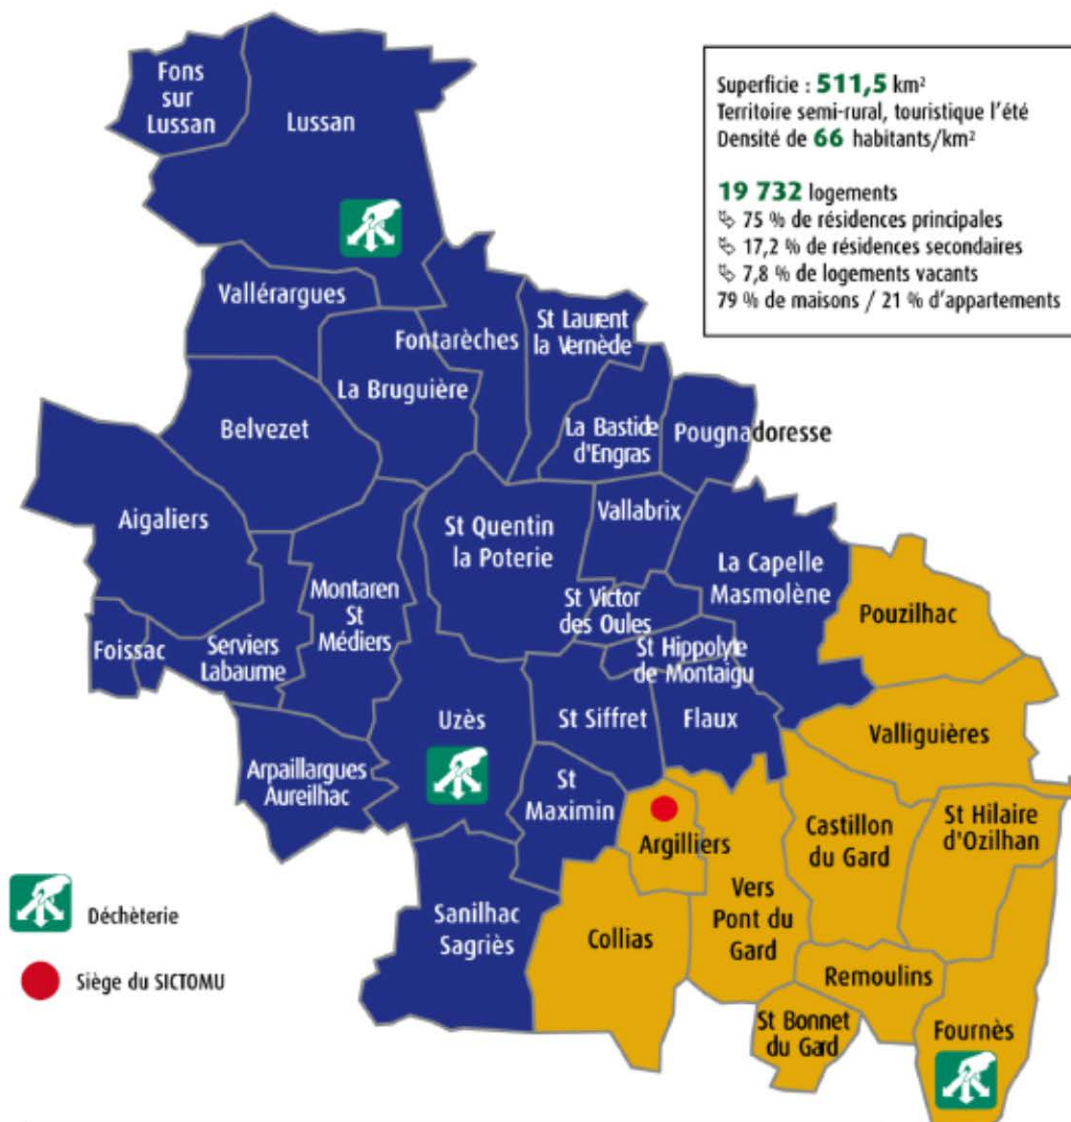 Fons
sur
Lussan
Lussan
Superficie : 511,5 km²
Territoire semi-rural, touristique l'été
Densité de 66 habitants/km²
19 732 logements
75 % de résidences principales
17,2 % de résidences secondaires
7,8 % de logements vacants
79 % de maisons / 21 % d'appartements
Vallérargues
Fontarèches
St Laurent
la Vernède
La Bruguière
Belvezet
La Bastide
d'Engras
Pougnadoresse
Aigaliers
St Quentin
la Poterie
Vallabrix
La Capelle
Masmolène
Pouzilhac
Montaren
St
Médiers
St Victor
des Oules
Foissac
Serviers
Labaume
St Hippolyte
de Montaigu
Uzès
St Siffret
Flaux
Valliguières
Arpaillargues
Aureilhac
St
Maximin
Argilliers
Castillon
du Gard
St Hilaire
d'Ozilhan
Déchèterie
Sanilhac
Sagriès
Collias
Vers
Pont du
Gard
Siège du SICTOMU
Remoulins
St Bonnet
du Gard
Fournès